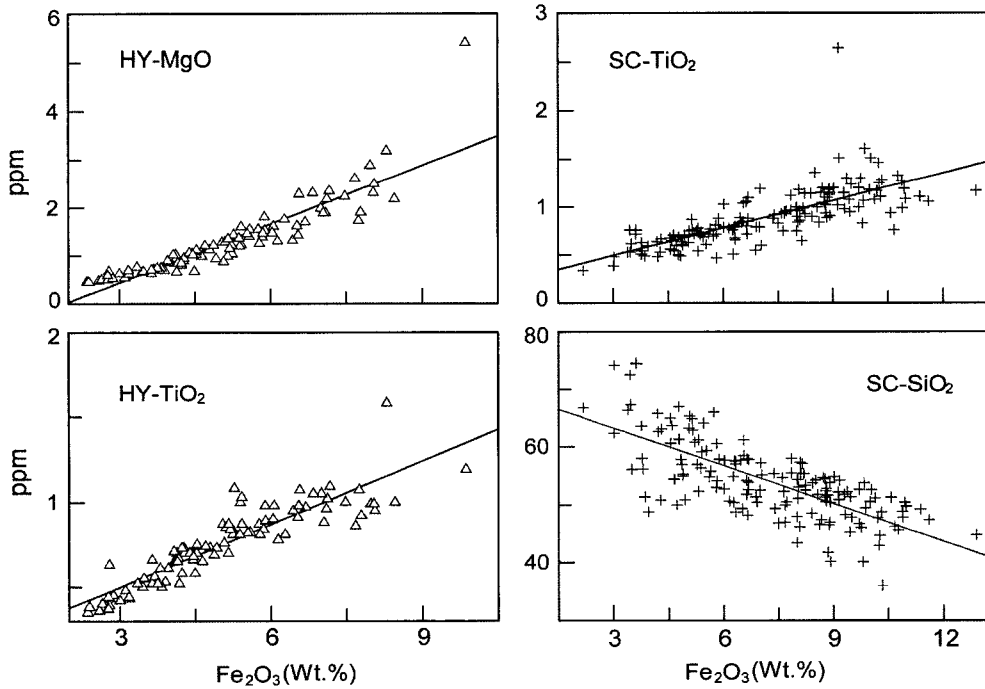 6
4
2
0
ppm
HY-MgO
3
2
1
0
SC-TiO₂
2
1
ppm
HY-TiO₂
3
6
9
Fe₂O₃(Wt.%)
80
60
40
SC-SiO₂
3
6
9
12
Fe₂O₃(Wt.%)